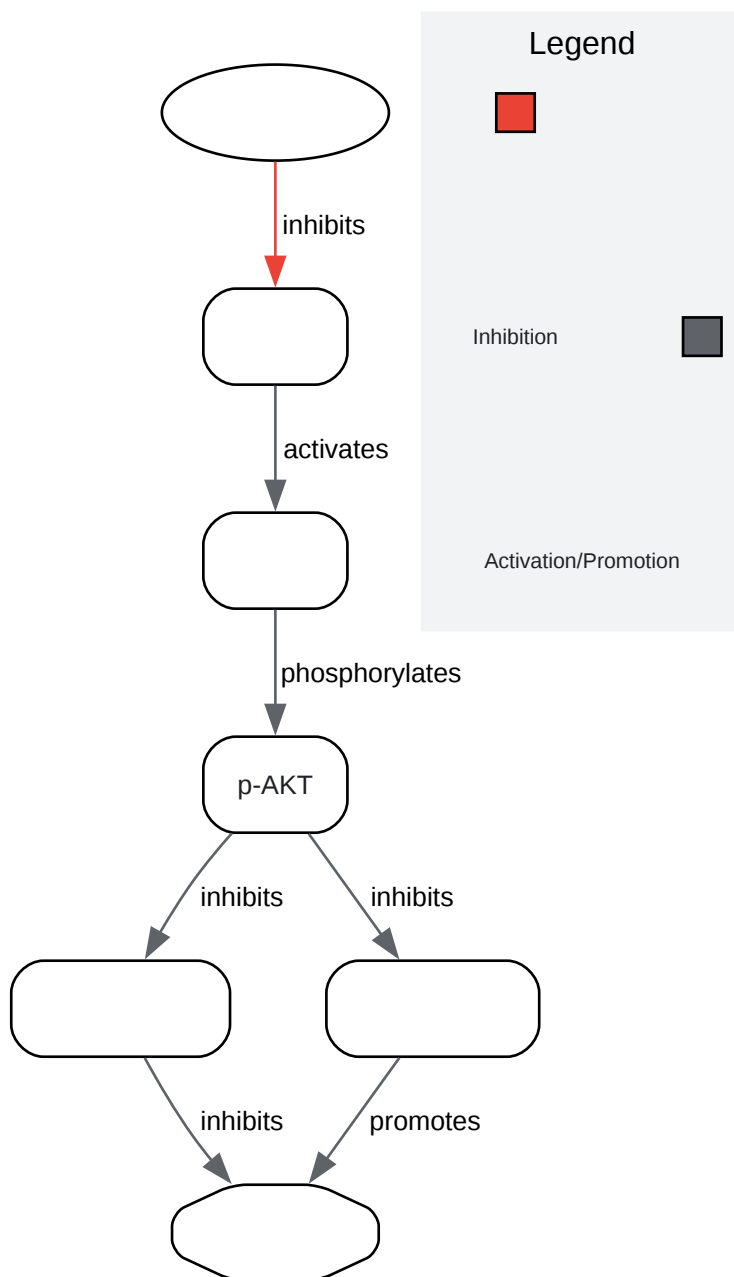 Legend
inhibits
Inhibition
activates
Activation/Promotion
phosphorylates
p-AKT
inhibits
inhibits
inhibits
promotes